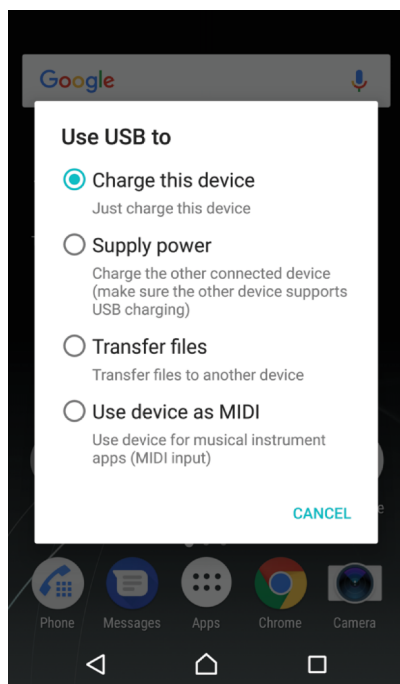 Google
Use USB to
Charge this device
Just charge this device
Supply power
Charge the other connected device
(make sure the other device supports
USB charging)
Transfer files
Transfer files to another device
Use device as MIDI
Use device for musical instrument
apps (MIDI input)
CANCEL
Phone Messages Apps Chrome Camera